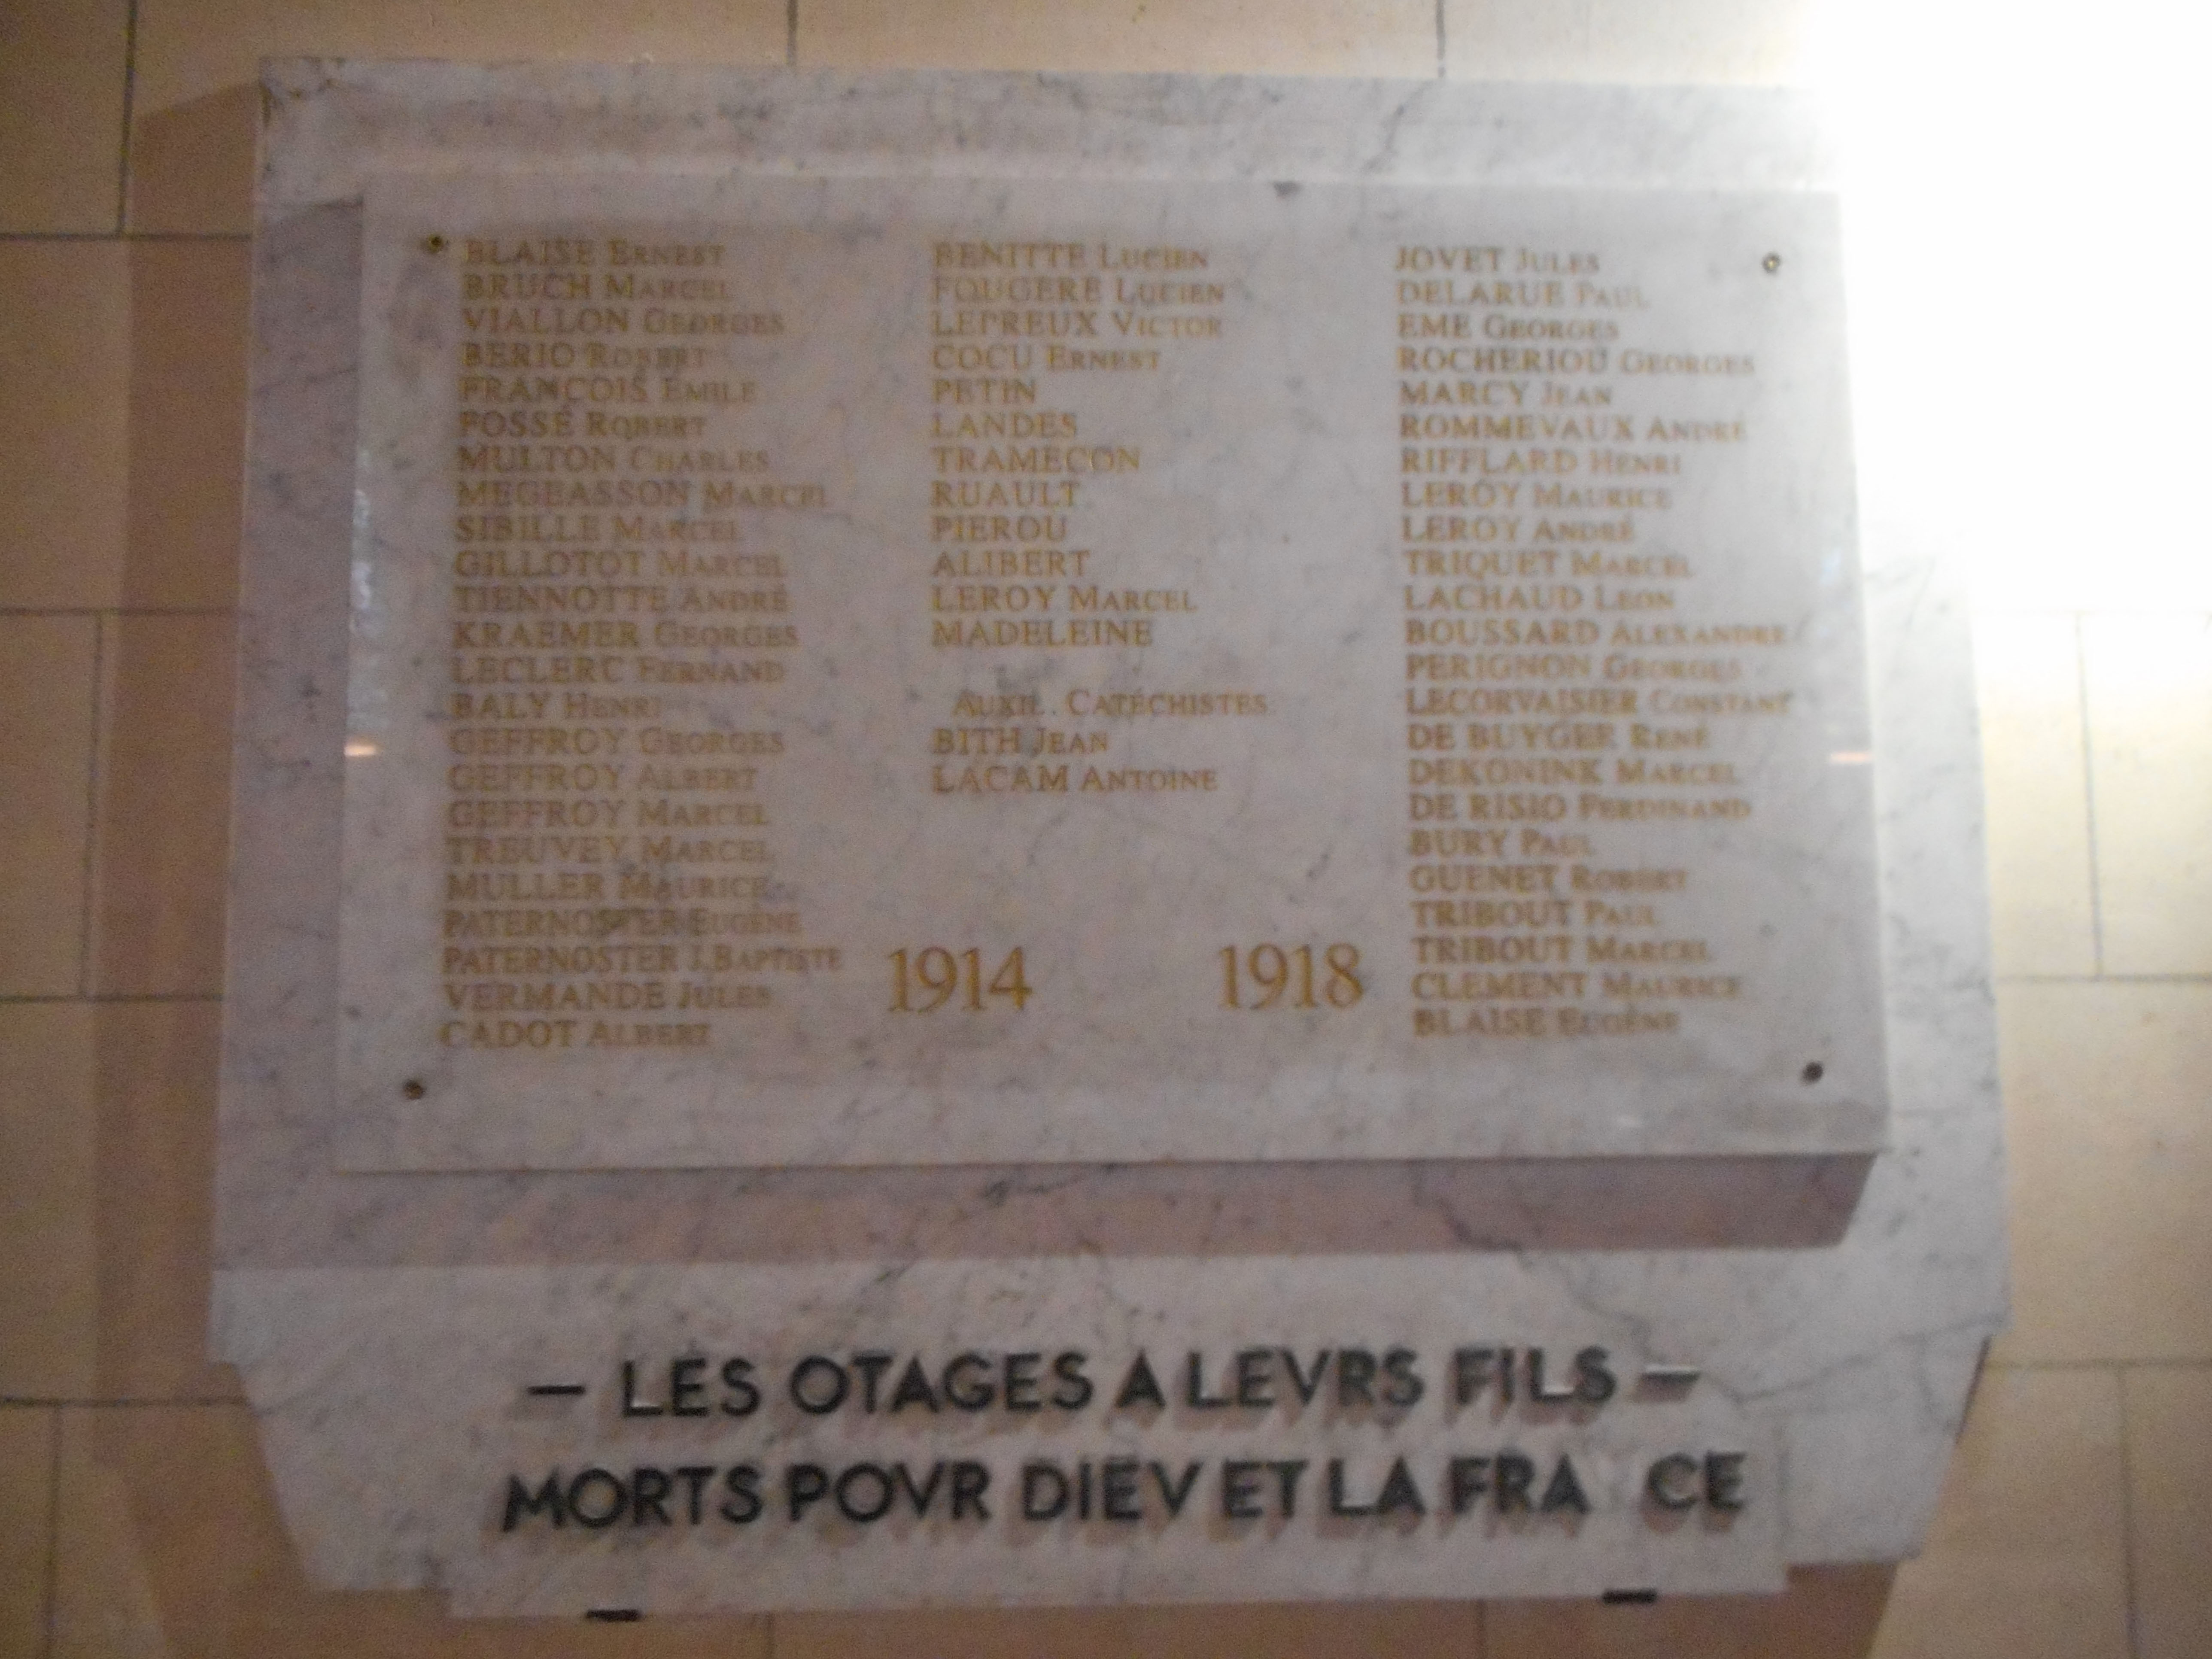 BLAISE ERNEST
BRUCH MARCEL
VIALLON GEORGES
BERIO ROBERT
FRANÇOIS EMILE
FOSSÉ ROBERT
MULTON CHARLES
MEGEASSON MARCEL
SIBILLE MARCEL
GILLOTOT MARCEL
TIENNOTTE ANDRÉ
KRAEMER GEORGES
LECLERC FERNAND
BALY HENRI
GEFFROY GEORGES
GEFFROY ALBERT
GEFFROY MARCEL
TREUVEY MARCEL
MULLER MAURICE
PATERNOSTER EUGÈNE
PATERNOSTER J.BAPTISTE
VERMANDE JULES
CADOT ALBERT
BENITTE LUCIEN
FOUGERE LUCIEN
LEPREUX VICTOR
COCU ERNEST
PETIN
LANDES
TRAMECON
RUAULT
PIEROU
ALIBERT
LEROY MARCEL
MADELEINE
AUXIL. CATÉCHISTES
BITH JEAN
LACAM ANTOINE
1914 1918
JOVET JULES
DELARUE PAUL
EME GEORGES
ROCHERIOU GEORGES
MARCY JEAN
ROMMEVAUX ANDRÉ
RIFFLARD HENRI
LEROY MAURICE
LEROY ANDRÉ
TRIQUET MARCEL
LACHAUD LEON
BOUSSARD ALEXANDRE
PERIGNON GEORGES
LECORVAISIER CONSTANT
DE BUYGER RENÉ
DEKONINK MARCEL
DE RISIO FERDINAND
BURY PAUL
GUENET ROBERT
TRIBOUT PAUL
TRIBOUT MARCEL
CLEMENT MAURICE
BLAISE EUGÈNE
— LES OTAGES A LEVRS FILS —
MORTS POVR DIEV ET LA FRA CE